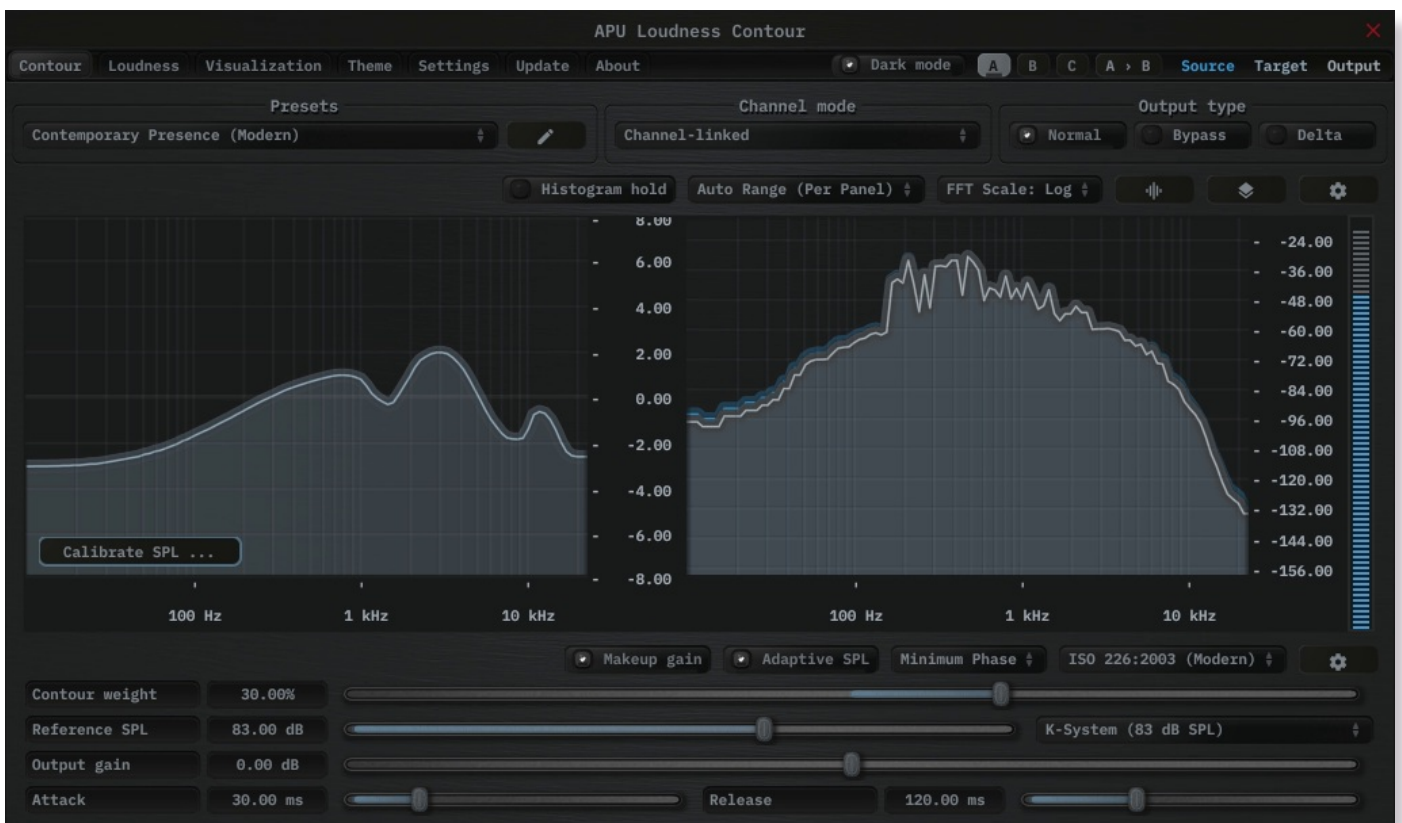 APU Loudness Contour
Contour Loudness Visualization Theme Settings Update About Dark mode A B C A › B Source Target Output
Presets Channel mode Output type
Contemporary Presence (Modern) Channel-linked Normal Bypass Delta
Histogram hold Auto Range (Per Panel) FFT Scale: Log
8.00
6.00
4.00
2.00
0.00
-2.00
-4.00
-6.00
-8.00
Calibrate SPL ...
100 Hz 1 kHz 10 kHz
-24.00
-36.00
-48.00
-60.00
-72.00
-84.00
-96.00
-108.00
-120.00
-132.00
-144.00
-156.00
100 Hz 1 kHz 10 kHz
Makeup gain Adaptive SPL Minimum Phase ISO 226:2003 (Modern)
Contour weight 30.00%
Reference SPL 83.00 dB K-System (83 dB SPL)
Output gain 0.00 dB
Attack 30.00 ms Release 120.00 ms